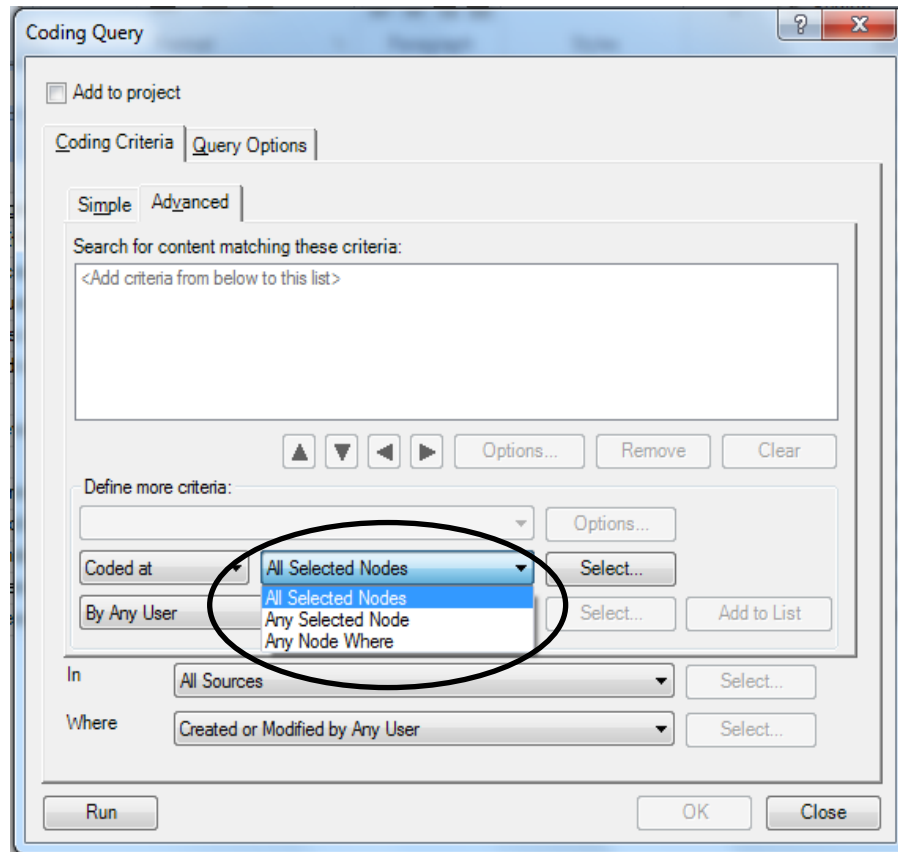 Coding Query
Add to project
Coding Criteria Query Options
Simple Advanced
Search for content matching these criteria:
<Add criteria from below to this list>
Options... Remove Clear
Define more criteria:
Options...
Coded at All Selected Nodes Select...
All Selected Nodes
By Any User Any Selected Node Select... Add to List
Any Node Where
In All Sources Select...
Where Created or Modified by Any User Select...
Run OK Close